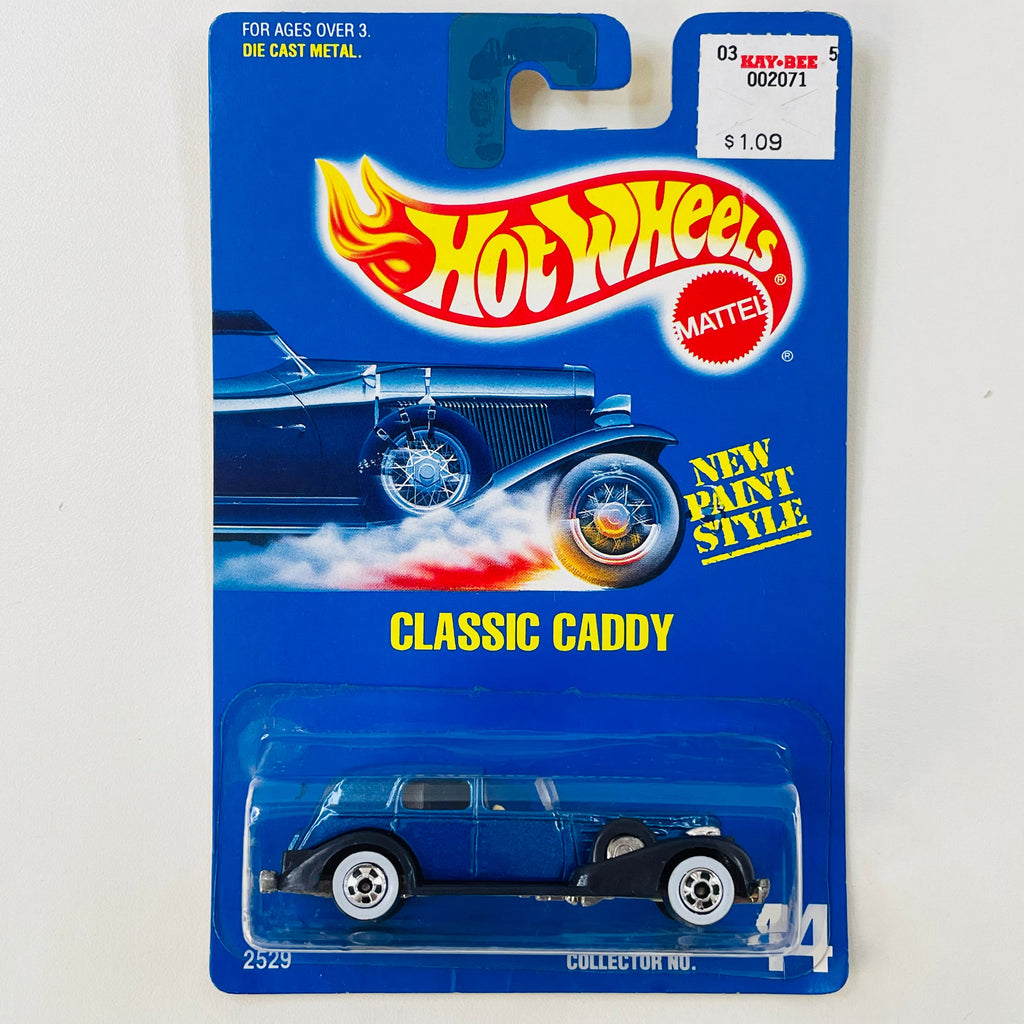 FOR AGES OVER 3.
DIE CAST METAL.
03 KAY·BEE 5
002071
$1.09
HOT WHEELS ®
MATTEL ®
NEW
PAINT
STYLE
CLASSIC CADDY
2529
COLLECTOR NO. 44